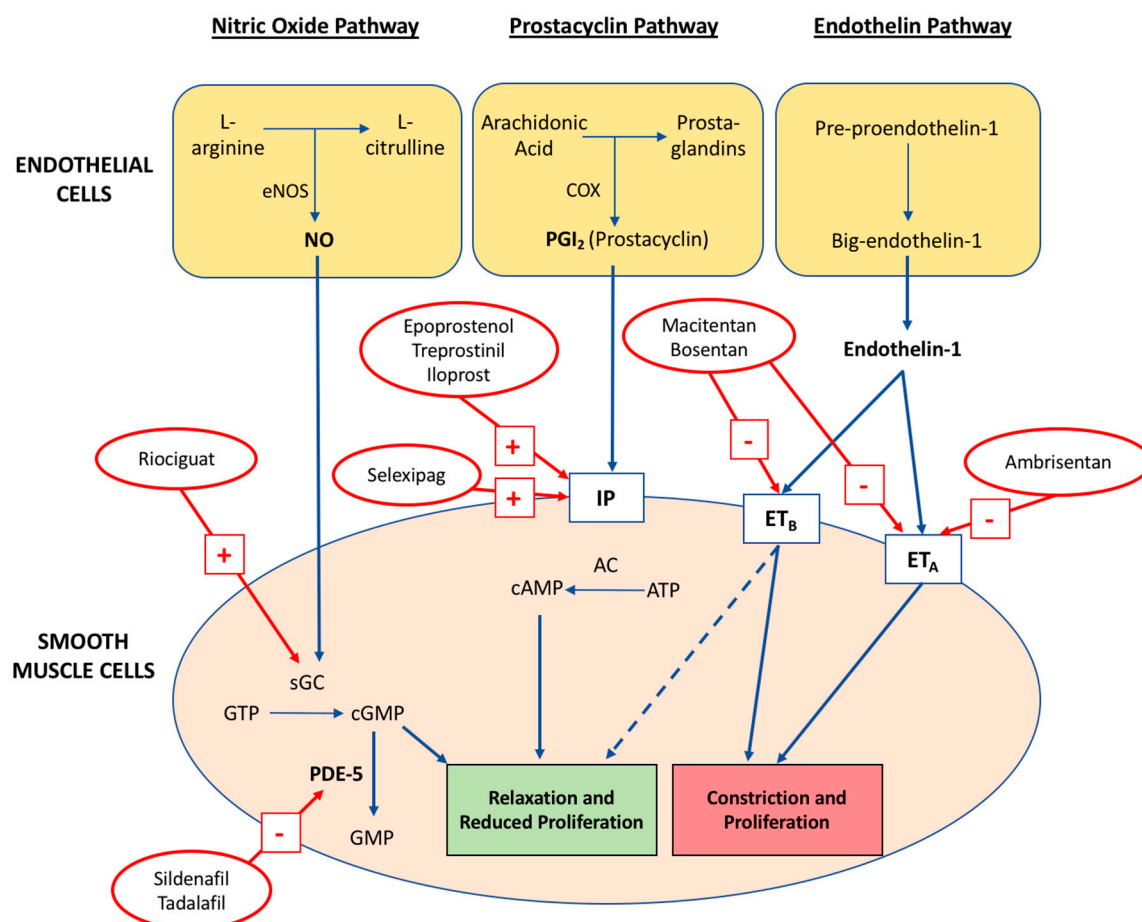 Nitric Oxide Pathway
Prostacyclin Pathway
Endothelin Pathway
ENDOTHELIAL
CELLS
L-
arginine
L-
citrulline
eNOS
NO
Arachidonic
Acid
Prosta-
glandins
COX
PGI₂ (Prostacyclin)
Pre-proendothelin-1
Big-endothelin-1
Endothelin-1
Epoprostenol
Treprostinil
Iloprost
+
Macitentan
Bosentan
-
-
Riociguat
+
Selexipag
+
Ambrisentan
-
IP
ET_B
ET_A
SMOOTH
MUSCLE CELLS
AC
cAMP
ATP
sGC
GTP
cGMP
PDE-5
GMP
-
Sildenafil
Tadalafil
Relaxation and
Reduced Proliferation
Constriction and
Proliferation